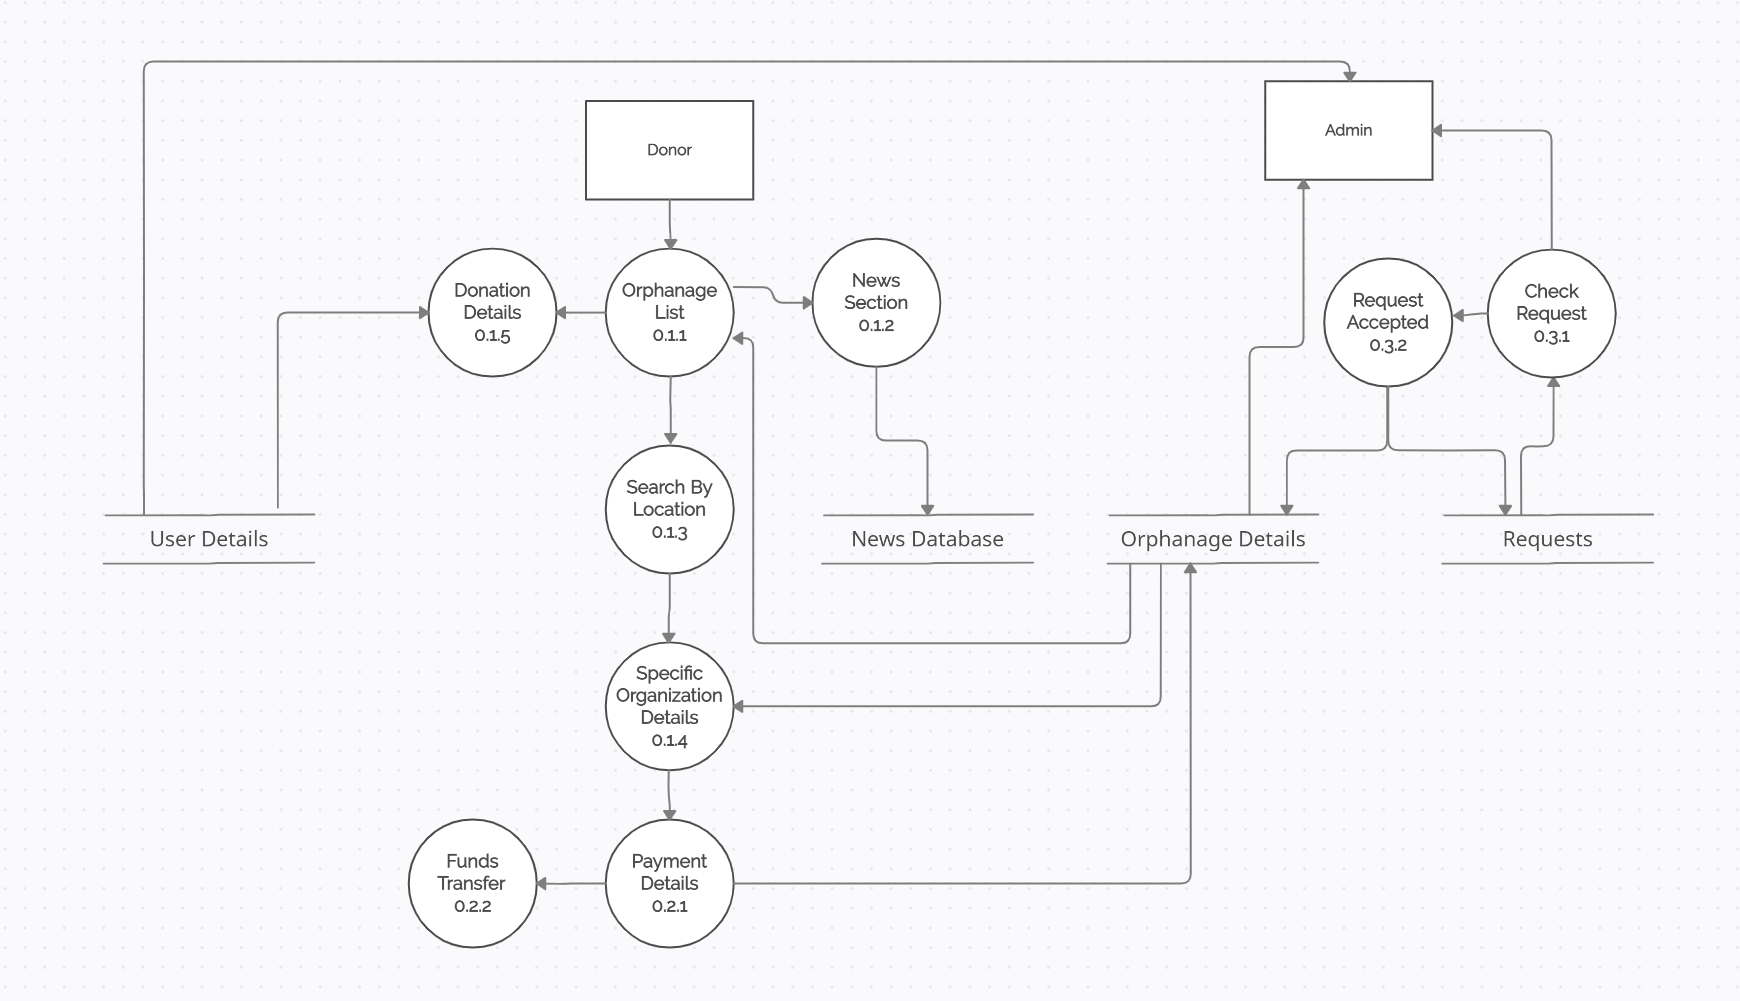 Admin
Donor
Donation
Details
0.1.5
Orphanage
List
0.1.1
News
Section
0.1.2
Request
Accepted
0.3.2
Check
Request
0.3.1
Search By
Location
0.1.3
User Details
News Database
Orphanage Details
Requests
Specific
Organization
Details
0.1.4
Funds
Transfer
0.2.2
Payment
Details
0.2.1